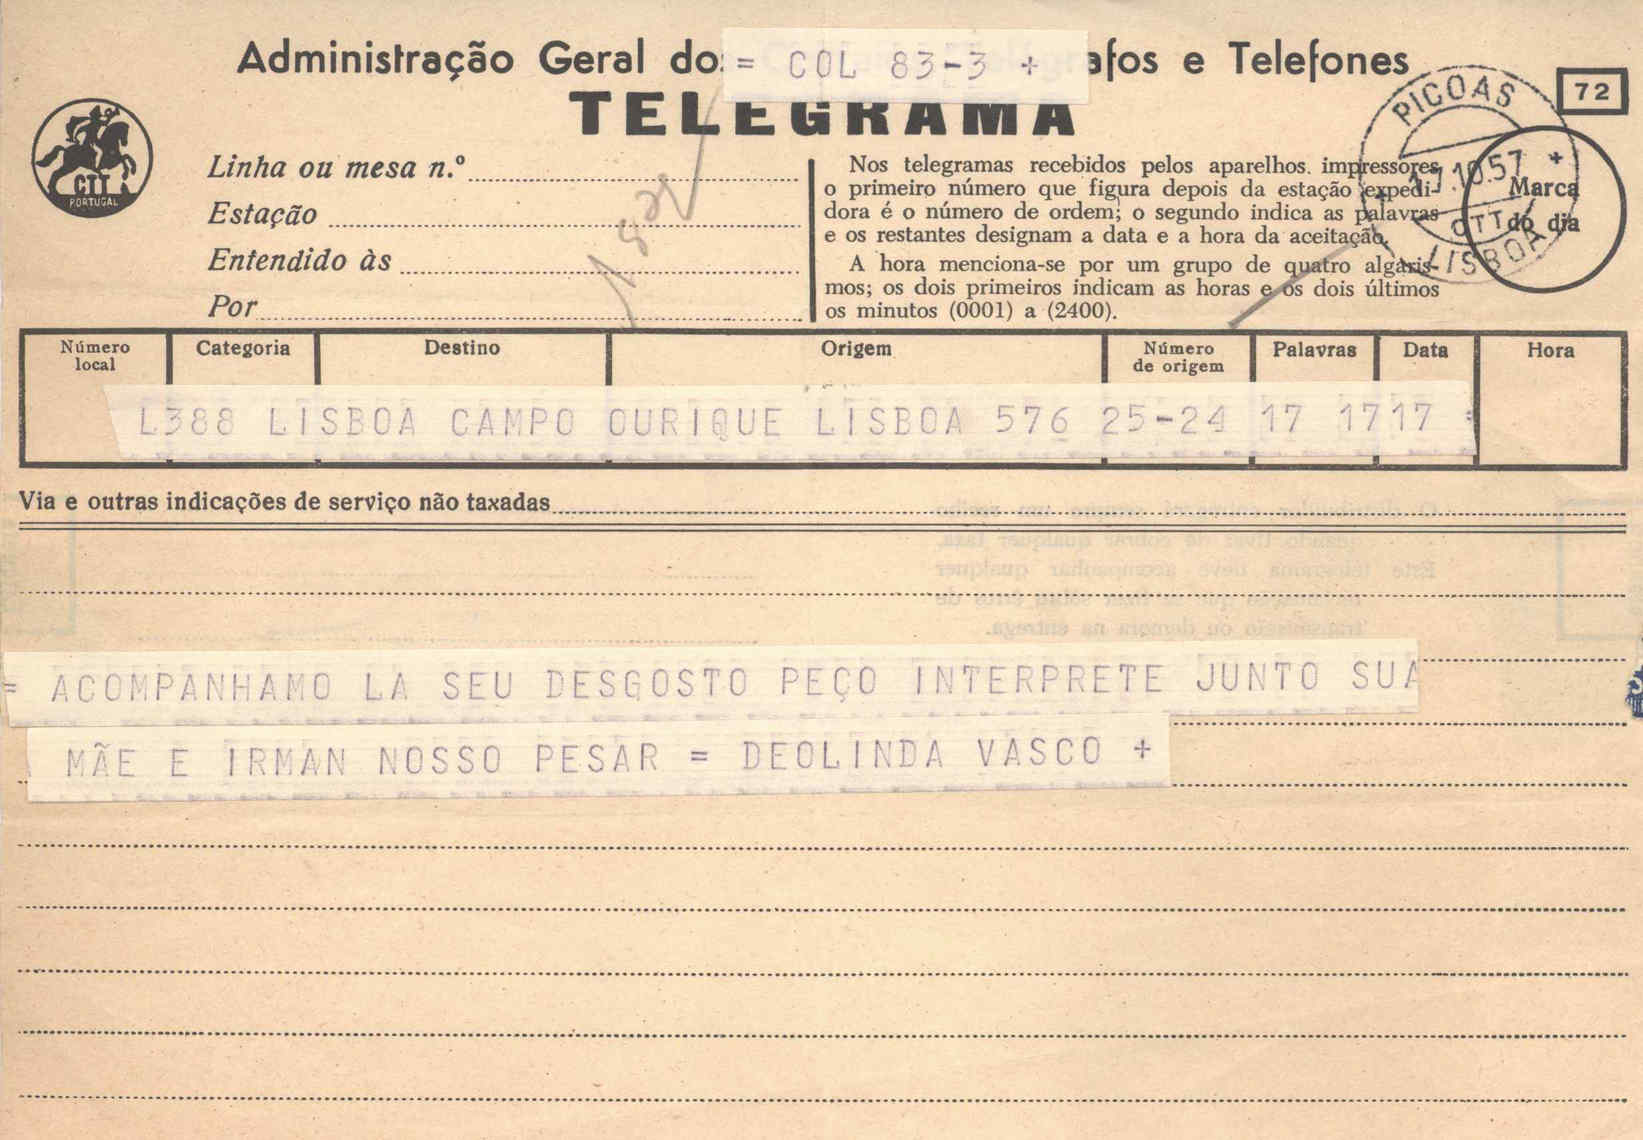 Administração Geral do = COL 83-3 + afos e Telefones
TELEGRAMA
72
CTT
PORTUGAL
Linha ou mesa n.º
Estação
Entendido às
Por
Nos telegramas recebidos pelos aparelhos impressores
o primeiro número que figura depois da estação expedi-
dora é o número de ordem; o segundo indica as palavras
e os restantes designam a data e a hora da aceitação.
A hora menciona-se por um grupo de quatro algaris-
mos; os dois primeiros indicam as horas e os dois últimos
os minutos (0001) a (2400).
PICOAS
17.10.57 +
CTT
LISBOA
Marca
do dia
Número
local
Categoria
Destino
Origem
Número
de origem
Palavras
Data
Hora
L388 LISBOA CAMPO OURIQUE LISBOA 576 25-24 17 1717 =
Via e outras indicações de serviço não taxadas
= ACOMPANHAMO LA SEU DESGOSTO PEÇO INTERPRETE JUNTO SUA
MÃE E IRMAN NOSSO PESAR = DEOLINDA VASCO +